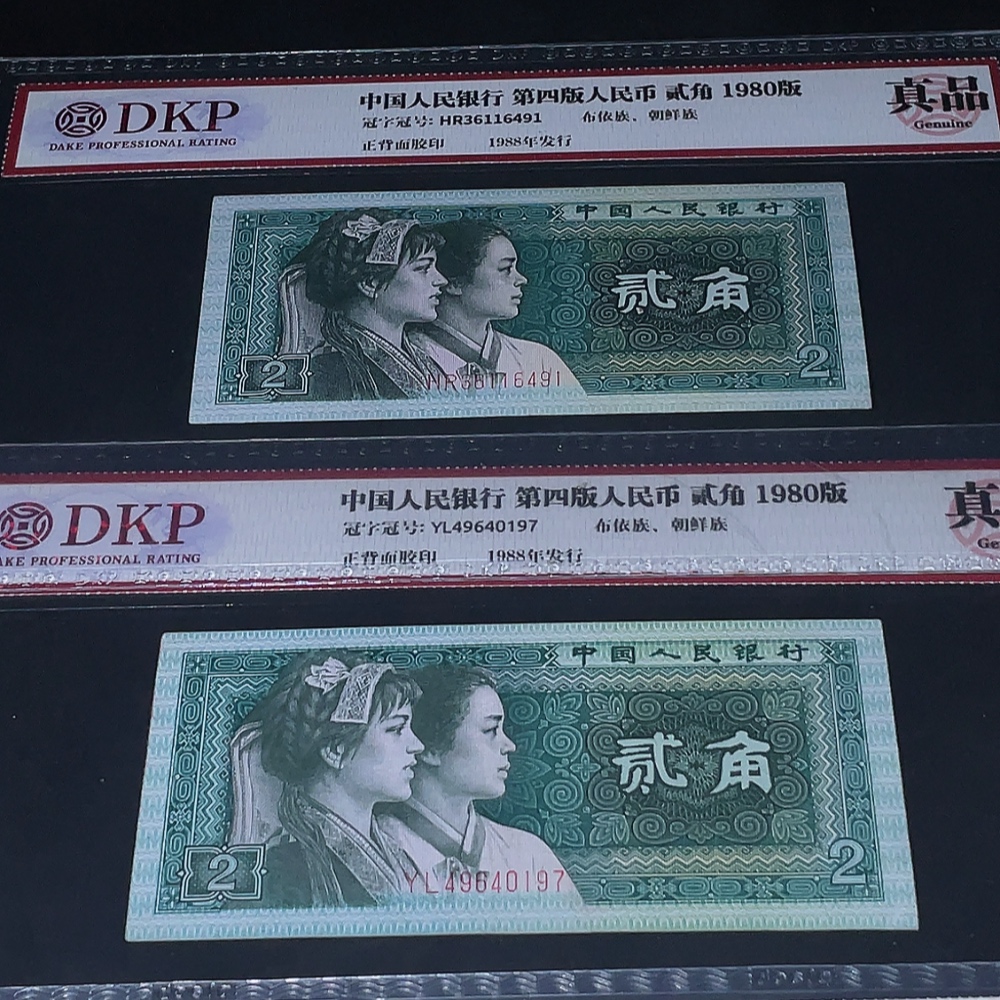 DKP
DAKE PROFESSIONAL RATING
中国人民银行 第四版人民币 贰角 1980版
冠字冠号: HR36116491 布依族、朝鲜族
正背面胶印 1988年发行
真品
Genuine
中国人民银行
贰角
2
2
HR36116491
DKP
AKE PROFESSIONAL RATING
中国人民银行 第四版人民币 贰角 1980版
冠字冠号: YL49640197 布依族、朝鲜族
正背面胶印 1988年发行
真
Ge
中国人民银行
贰角
2
2
YL49640197